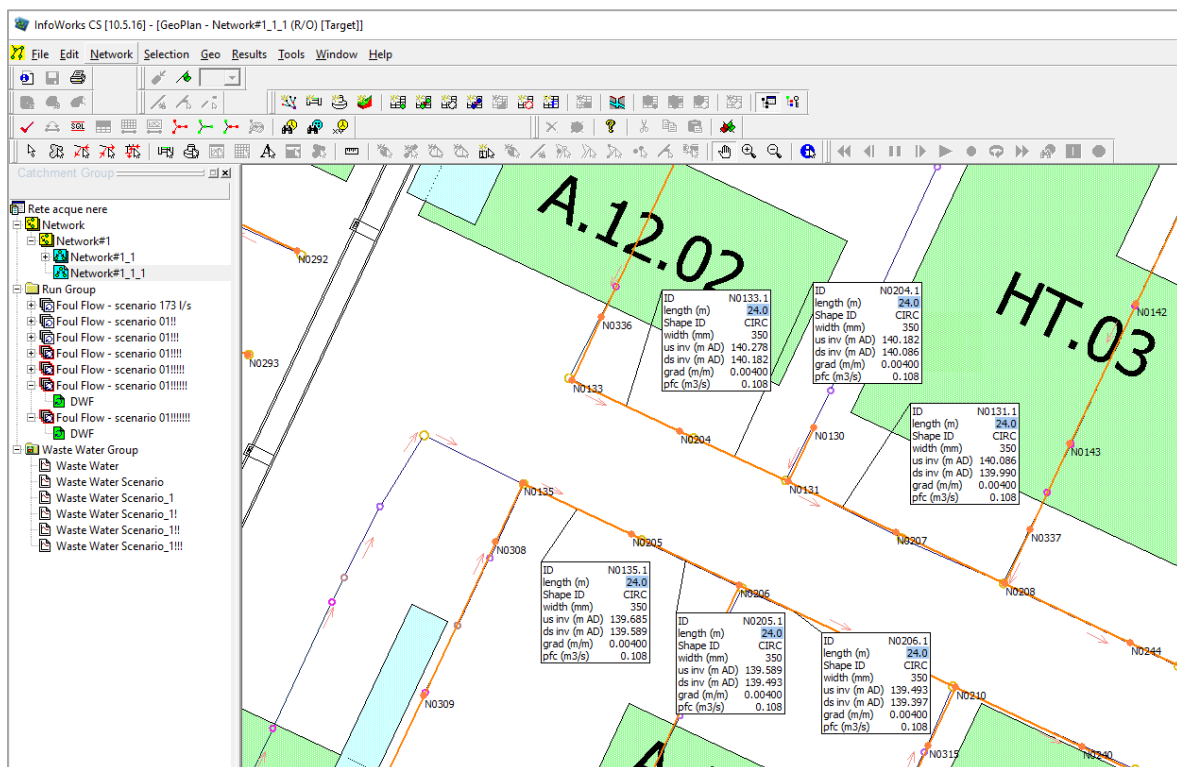 InfoWorks CS [10.5.16] - [GeoPlan - Network#1_1_1 (R/O) [Target]]
File Edit Network Selection Geo Results Tools Window Help
SQL
Catchment Group
Rete acque nere
Network
Network#1
Network#1_1
Network#1_1_1
Run Group
Foul Flow - scenario 173 l/s
Foul Flow - scenario 01!!
Foul Flow - scenario 01!!!
Foul Flow - scenario 01!!!!
Foul Flow - scenario 01!!!!!
Foul Flow - scenario 01!!!!!!
DWF
Foul Flow - scenario 01!!!!!!!
DWF
Waste Water Group
Waste Water
Waste Water Scenario
Waste Water Scenario_1
Waste Water Scenario_1!
Waste Water Scenario_1!!
Waste Water Scenario_1!!!
A.12.02
HT.03
N0292
N0293
N0336
N0133
N0204
N0130
N0131
N0142
N0143
N0207
N0337
N0208
N0244
N0135
N0308
N0205
N0206
N0309
N0210
N0315
N0240
ID N0133.1
length (m) 24.0
Shape ID CIRC
width (mm) 350
us inv (m AD) 140.278
ds inv (m AD) 140.182
grad (m/m) 0.00400
pfc (m3/s) 0.108
ID N0204.1
length (m) 24.0
Shape ID CIRC
width (mm) 350
us inv (m AD) 140.182
ds inv (m AD) 140.086
grad (m/m) 0.00400
pfc (m3/s) 0.108
ID N0131.1
length (m) 24.0
Shape ID CIRC
width (mm) 350
us inv (m AD) 140.086
ds inv (m AD) 139.990
grad (m/m) 0.00400
pfc (m3/s) 0.108
ID N0135.1
length (m) 24.0
Shape ID CIRC
width (mm) 350
us inv (m AD) 139.685
ds inv (m AD) 139.589
grad (m/m) 0.00400
pfc (m3/s) 0.108
ID N0205.1
length (m) 24.0
Shape ID CIRC
width (mm) 350
us inv (m AD) 139.589
ds inv (m AD) 139.493
grad (m/m) 0.00400
pfc (m3/s) 0.108
ID N0206.1
length (m) 24.0
Shape ID CIRC
width (mm) 350
us inv (m AD) 139.493
ds inv (m AD) 139.397
grad (m/m) 0.00400
pfc (m3/s) 0.108